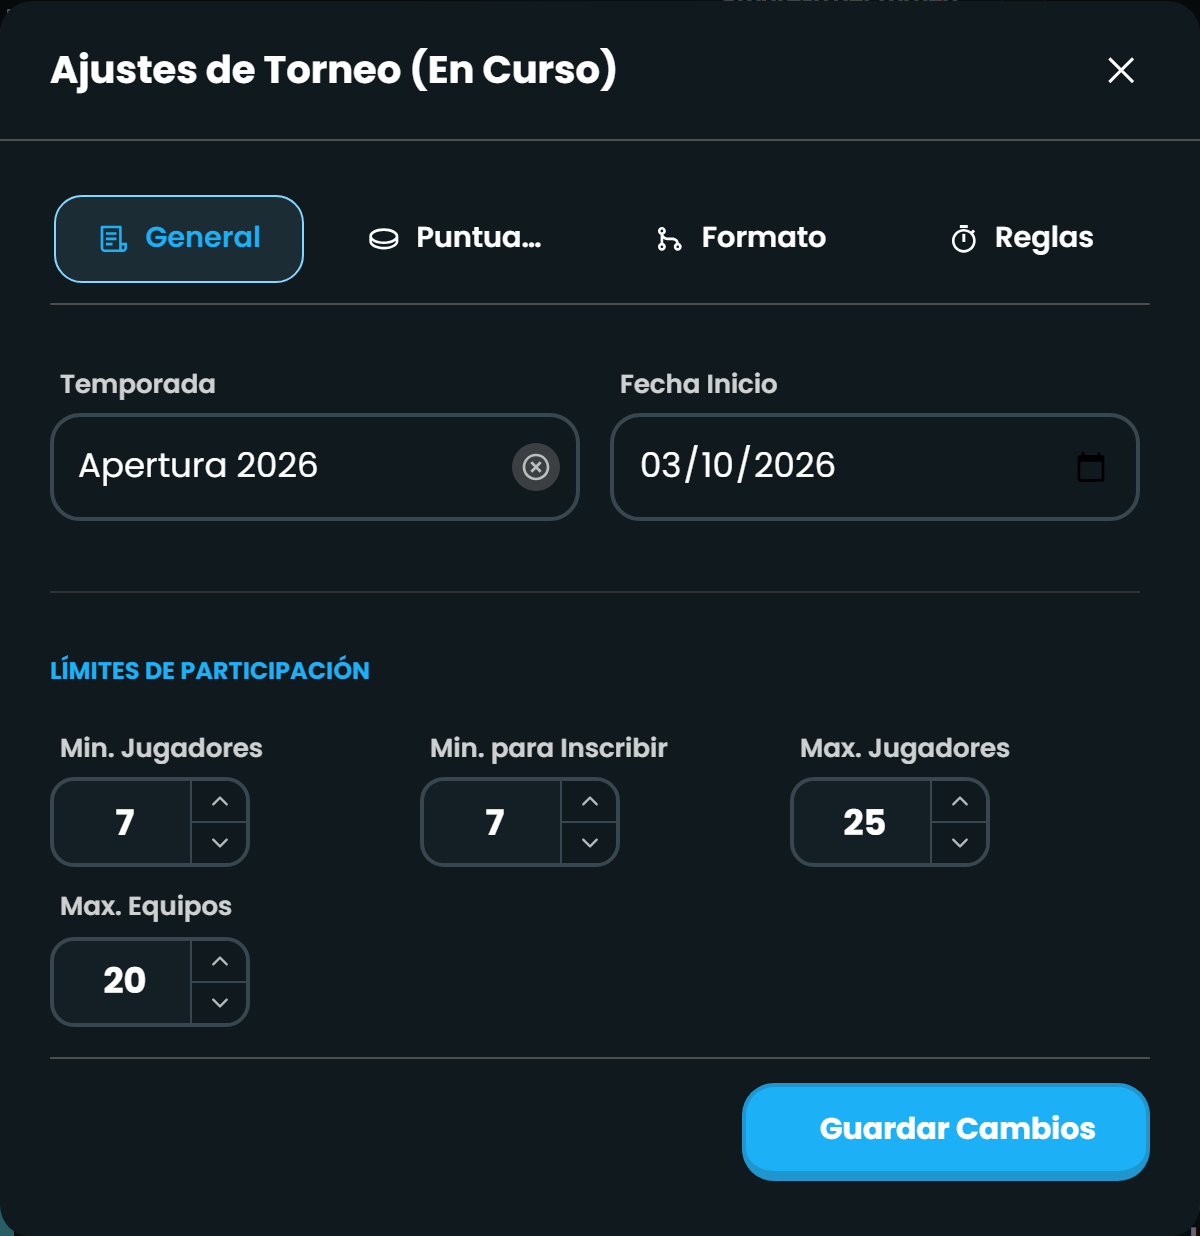 Ajustes de Torneo (En Curso)
General
Puntua...
Formato
Reglas
Temporada
Fecha Inicio
Apertura 2026
03/10/2026
LÍMITES DE PARTICIPACIÓN
Min. Jugadores
Min. para Inscribir
Max. Jugadores
7
7
25
Max. Equipos
20
Guardar Cambios